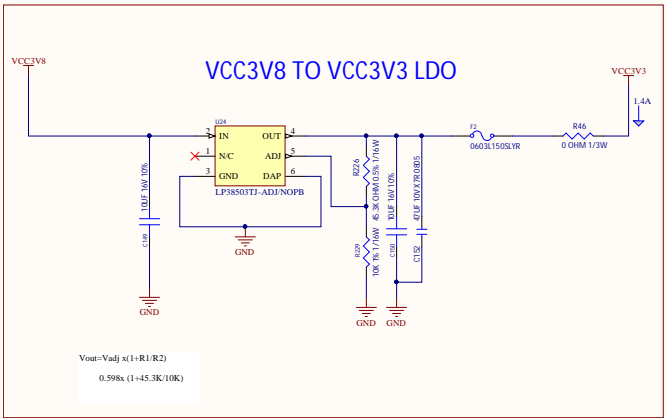 VCC3V8 TO VCC3V3 LDO
VCC3V8
VCC3V3
1.4A
U24
2 IN OUT 4
1 N/C ADJ 5
3 GND DAP 6
LP38503TJ-ADJ/NOPB
F2
0603L150SLYR
R46
0 OHM 1/3W
10UF 16V 10%
C149
R226
45.3K OHM 0.5% 1/16W
R229
10K 1% 1/16W
10UF 16V 10%
C150
47UF 10V X7R 0805
C152
GND
GND
GND
GND
Vout=Vadj x(1+R1/R2)
0.598x (1+45.3K/10K)